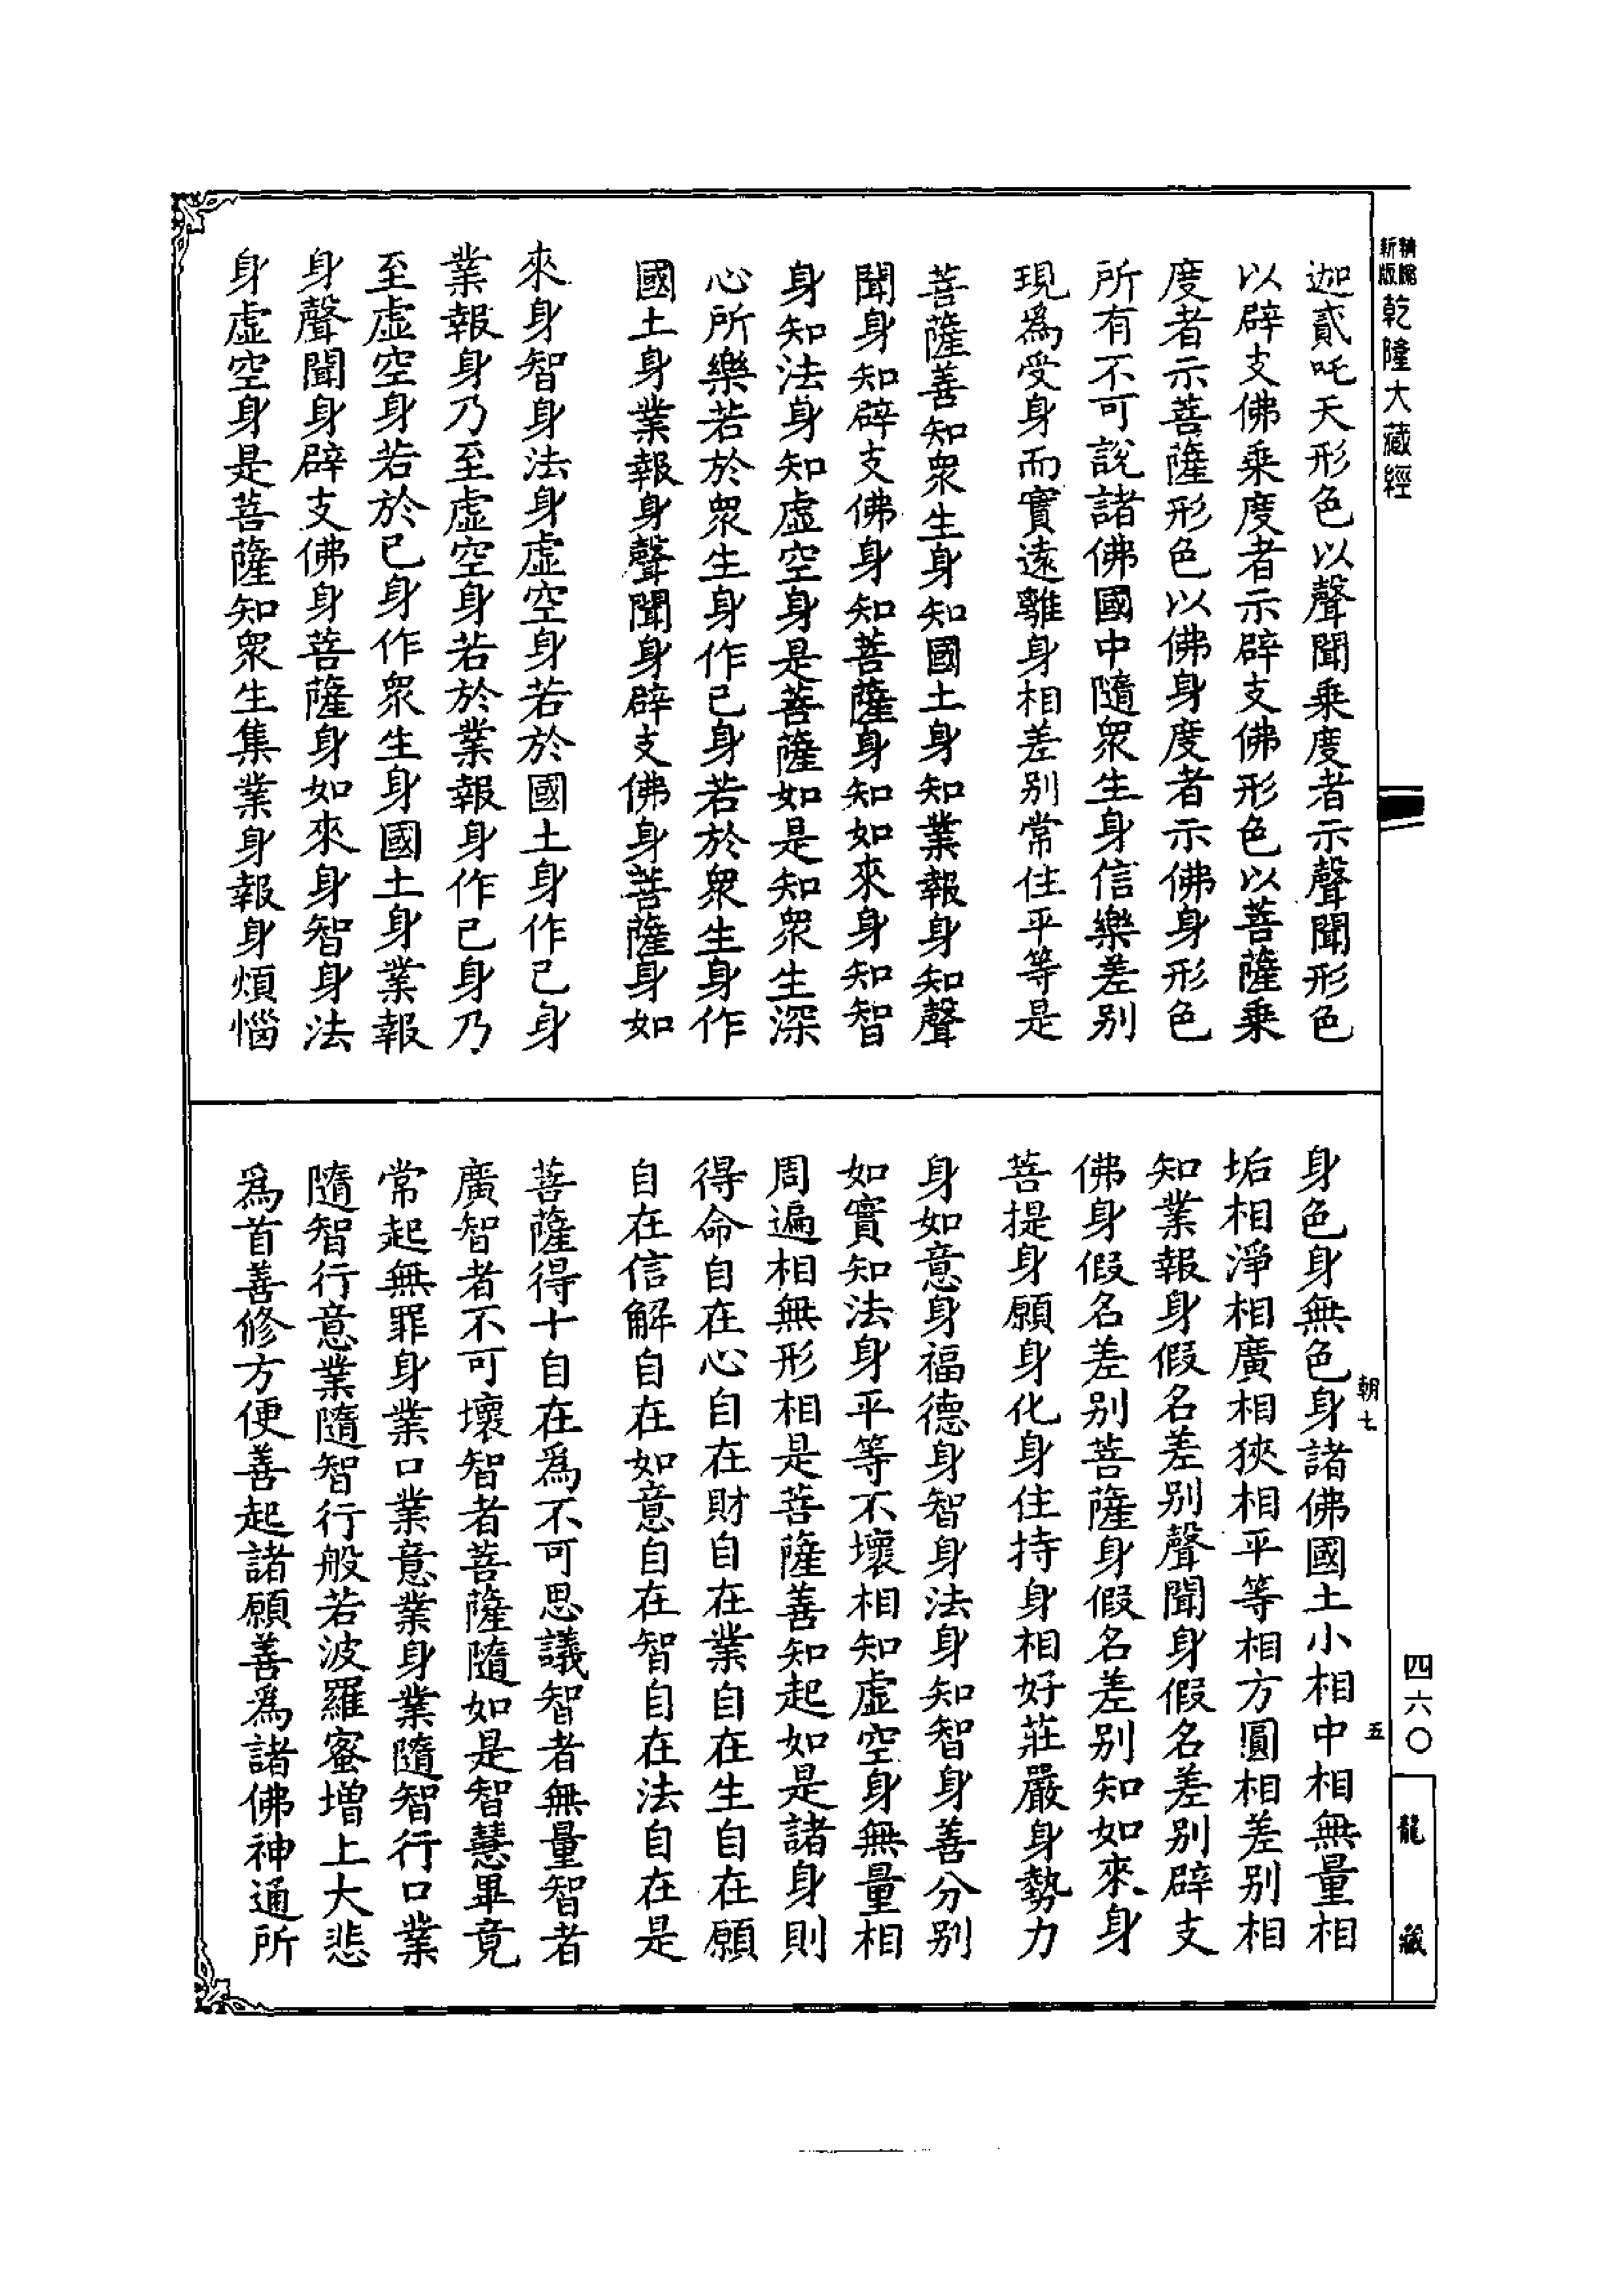 精縮新版乾隆大藏經
迦貳吒天形色以聲聞乘度者示聲聞形色
以辟支佛乘度者示辟支佛形色以菩薩乘
度者示菩薩形色以佛身度者示佛身形色
所有不可說諸佛國中隨衆生身信樂差別
現爲受身而實遠離身相差別常住平等是
菩薩善知衆生身知國土身知業報身知聲
聞身知辟支佛身知菩薩身知如來身知智
身知法身知虛空身是菩薩如是知衆生深
心所樂若於衆生身作己身若於衆生身作
國土身業報身聲聞身辟支佛身菩薩身如
來身智身法身虛空身若於國土身作己身
業報身乃至虛空身若於業報身作己身乃
至虛空身若於己身作衆生身國土身業報
身聲聞身辟支佛身菩薩身如來身智身法
身虛空身是菩薩知衆生集業身報身煩惱
身色身無色身諸佛國土小相中相無量相
垢相淨相廣相狹相平等相方圓相差別相
知業報身假名差別聲聞身假名差別辟支
佛身假名差別菩薩身假名差別知如來身
菩提身願身化身住持身相好莊嚴身勢力
身如意身福德身智身法身知智身善分別
如實知法身平等不壞相知虛空身無量相
周遍相無形相是菩薩善知起如是諸身則
得命自在心自在財自在業自在生自在願
自在信解自在如意自在智自在法自在是
菩薩得十自在爲不可思議智者無量智者
廣智者不可壞智者菩薩隨如是智慧畢竟
常起無罪身業口業意業身業隨智行口業
隨智行意業隨智行般若波羅蜜增上大悲
爲首善修方便善起諸願善爲諸佛神通所
朝七
五
四六〇
龍藏